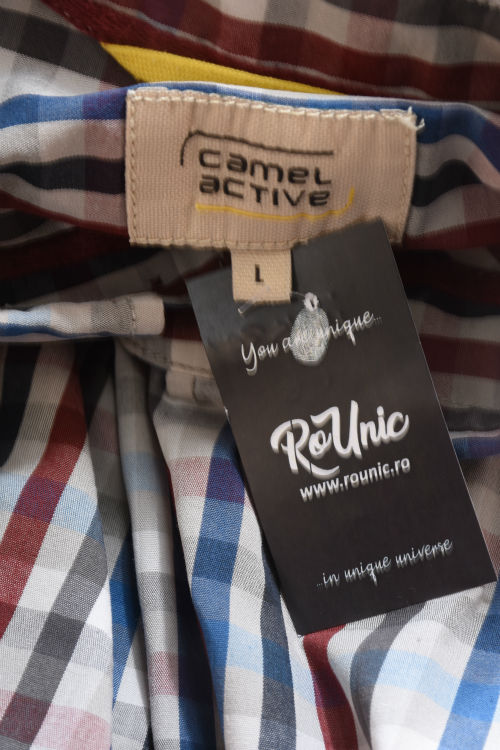 camel
active
L
You are unique...
RoUnic
www.rounic.ro
...in unique universe